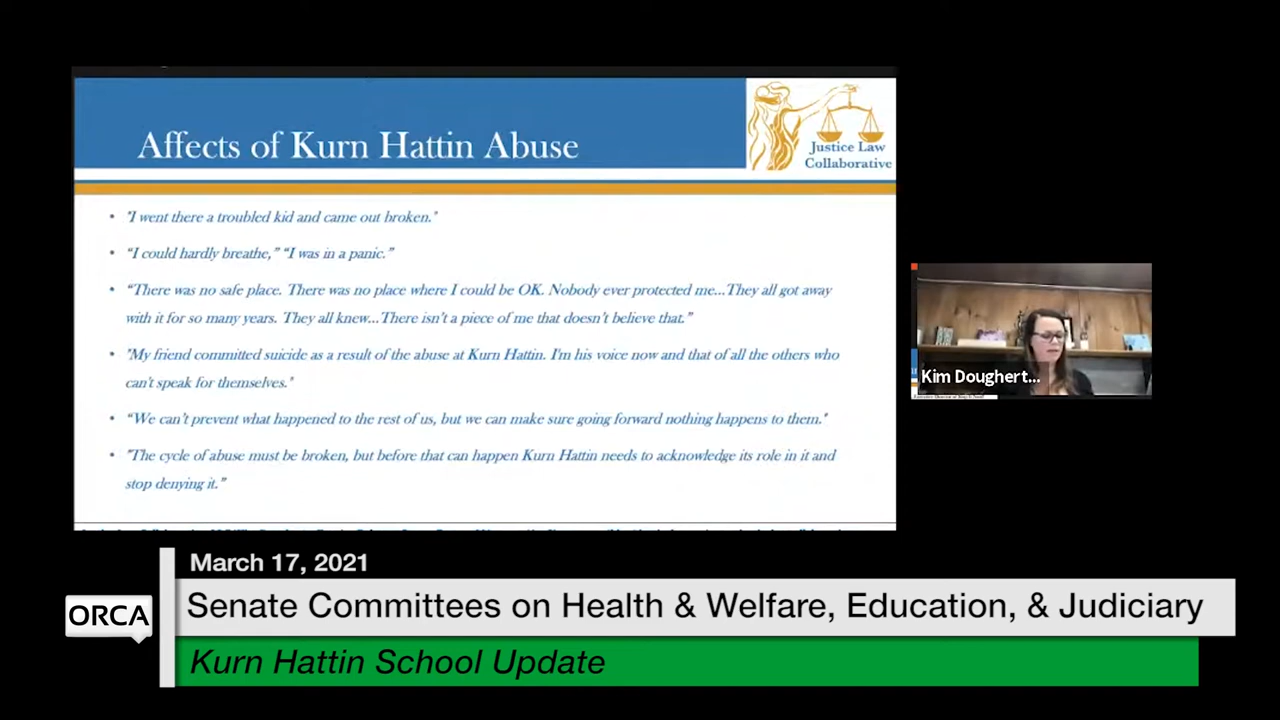 Affects of Kurn Hattin Abuse
Justice Law
Collaborative
• "I went there a troubled kid and came out broken."
• “I could hardly breathe,” “I was in a panic.”
• “There was no safe place. There was no place where I could be OK. Nobody ever protected me...They all got away
with it for so many years. They all knew...There isn’t a piece of me that doesn’t believe that.”
• "My friend committed suicide as a result of the abuse at Kurn Hattin. I'm his voice now and that of all the others who
can't speak for themselves."
• “We can’t prevent what happened to the rest of us, but we can make sure going forward nothing happens to them."
• "The cycle of abuse must be broken, but before that can happen Kurn Hattin needs to acknowledge its role in it and
stop denying it.”
Kim Doughert...
March 17, 2021
ORCA
Senate Committees on Health & Welfare, Education, & Judiciary
Kurn Hattin School Update